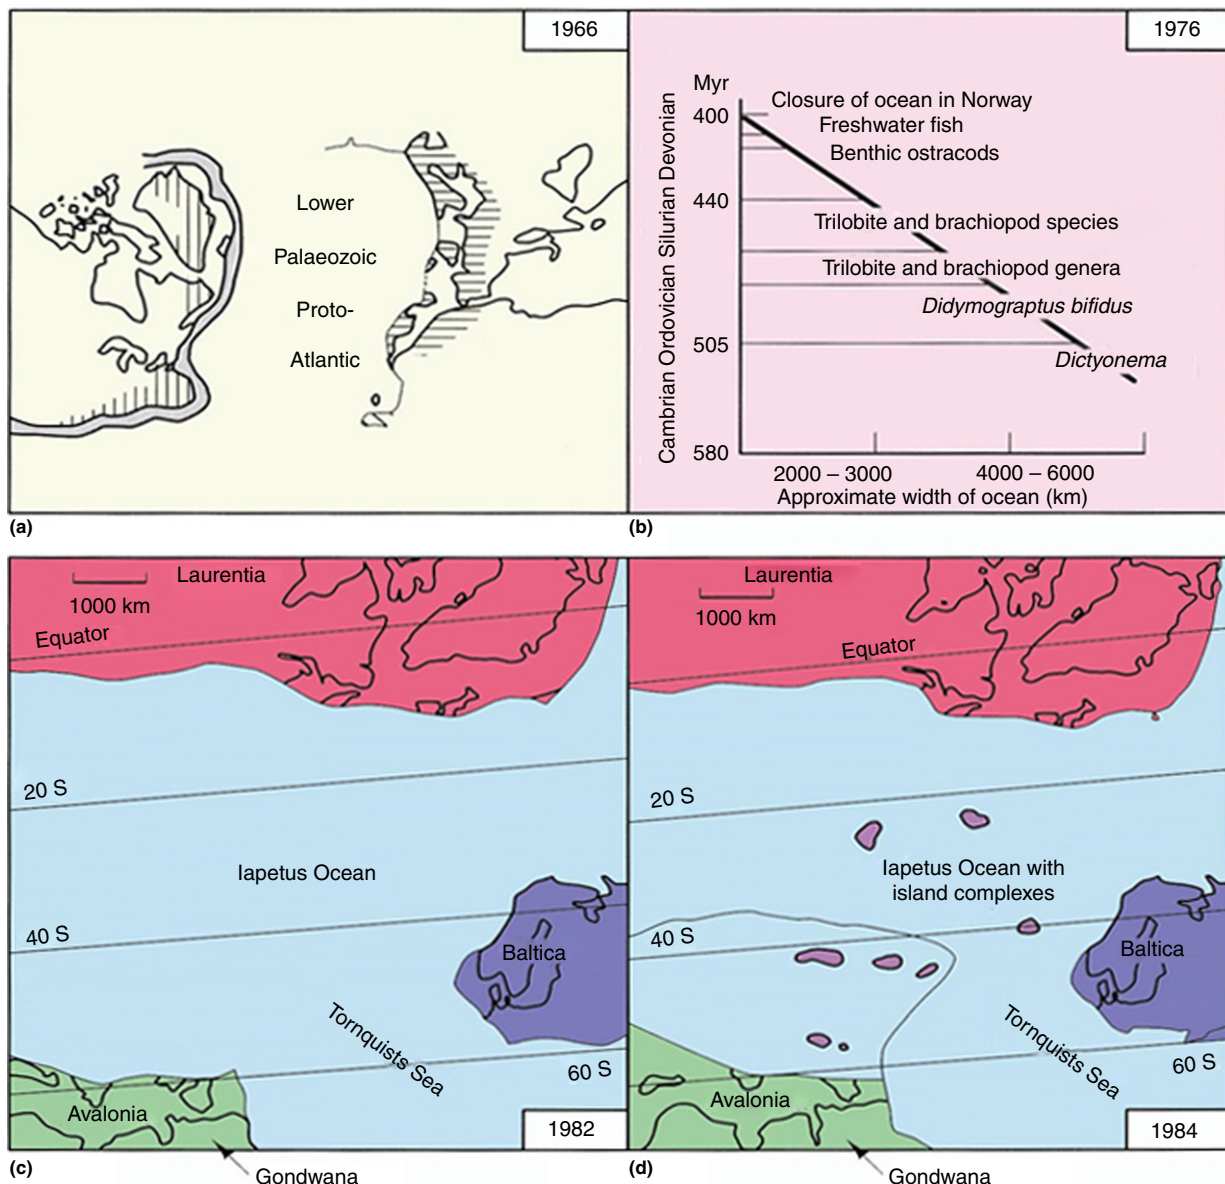 1966
Lower
Palaeozoic
Proto-
Atlantic
(a)
1976
Myr
400
440
505
580
Cambrian Ordovician Silurian Devonian
Closure of ocean in Norway
Freshwater fish
Benthic ostracods
Trilobite and brachiopod species
Trilobite and brachiopod genera
Didymograptus bifidus
Dictyonema
2000 – 3000
4000 – 6000
Approximate width of ocean (km)
(b)
Laurentia
1000 km
Equator
20 S
Iapetus Ocean
40 S
Baltica
Tornquists Sea
60 S
Avalonia
1982
(c)
Gondwana
Laurentia
1000 km
Equator
20 S
Iapetus Ocean with
island complexes
40 S
Baltica
Tornquists Sea
60 S
Avalonia
1984
(d)
Gondwana